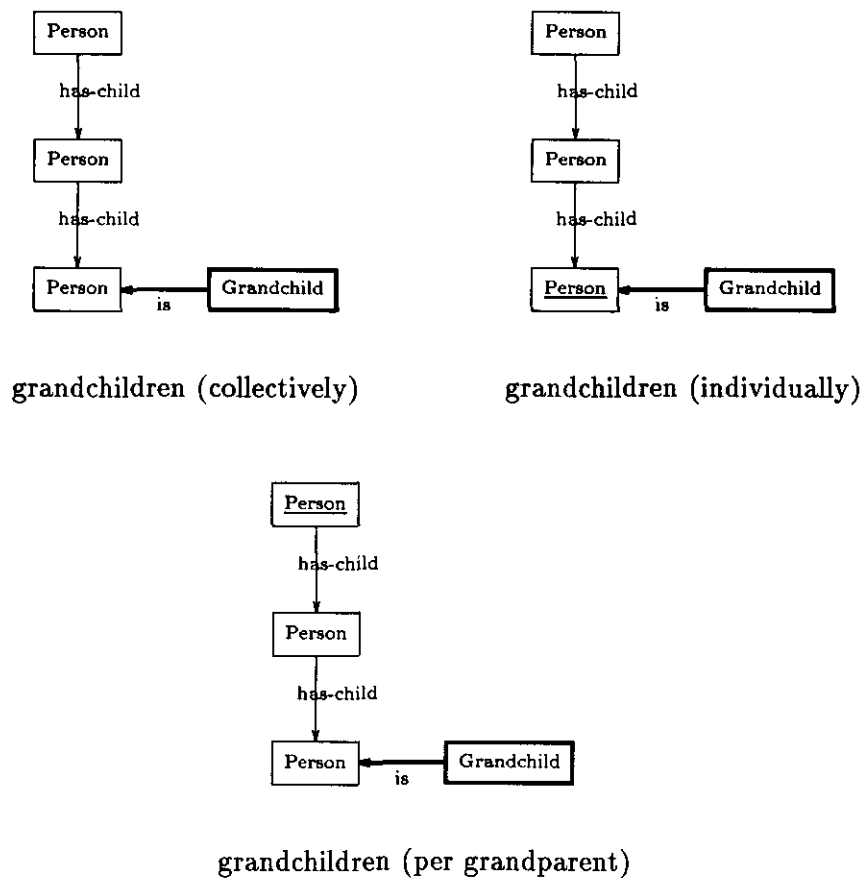 Person Person
has-child has-child
Person Person
has-child has-child
Person Grandchild Person Grandchild
is is
grandchildren (collectively) grandchildren (individually)
Person
has-child
Person
has-child
Person Grandchild
is
grandchildren (per grandparent)